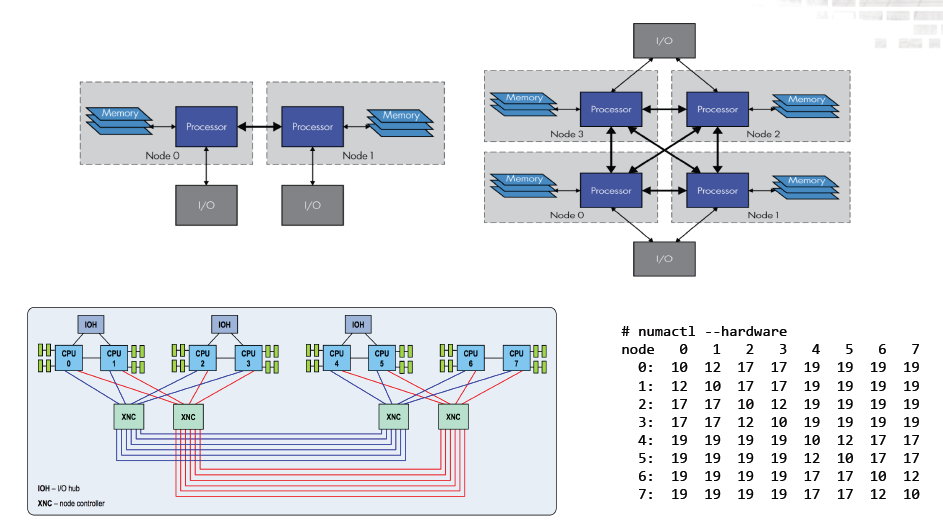 Memory
Processor
Node 0
Processor
Memory
Node 1
I/O
I/O
I/O
Memory
Processor
Node 3
Processor
Memory
Node 2
Memory
Processor
Node 0
Processor
Memory
Node 1
I/O
IOH
IOH
IOH
CPU
0
CPU
1
CPU
2
CPU
3
CPU
4
CPU
5
CPU
6
CPU
7
XNC
XNC
XNC
XNC
IOH – I/O hub
XNC – node controller
# numactl --hardware
node 0 1 2 3 4 5 6 7
0: 10 12 17 17 19 19 19 19
1: 12 10 17 17 19 19 19 19
2: 17 17 10 12 19 19 19 19
3: 17 17 12 10 19 19 19 19
4: 19 19 19 19 10 12 17 17
5: 19 19 19 19 12 10 17 17
6: 19 19 19 19 17 17 10 12
7: 19 19 19 19 17 17 12 10